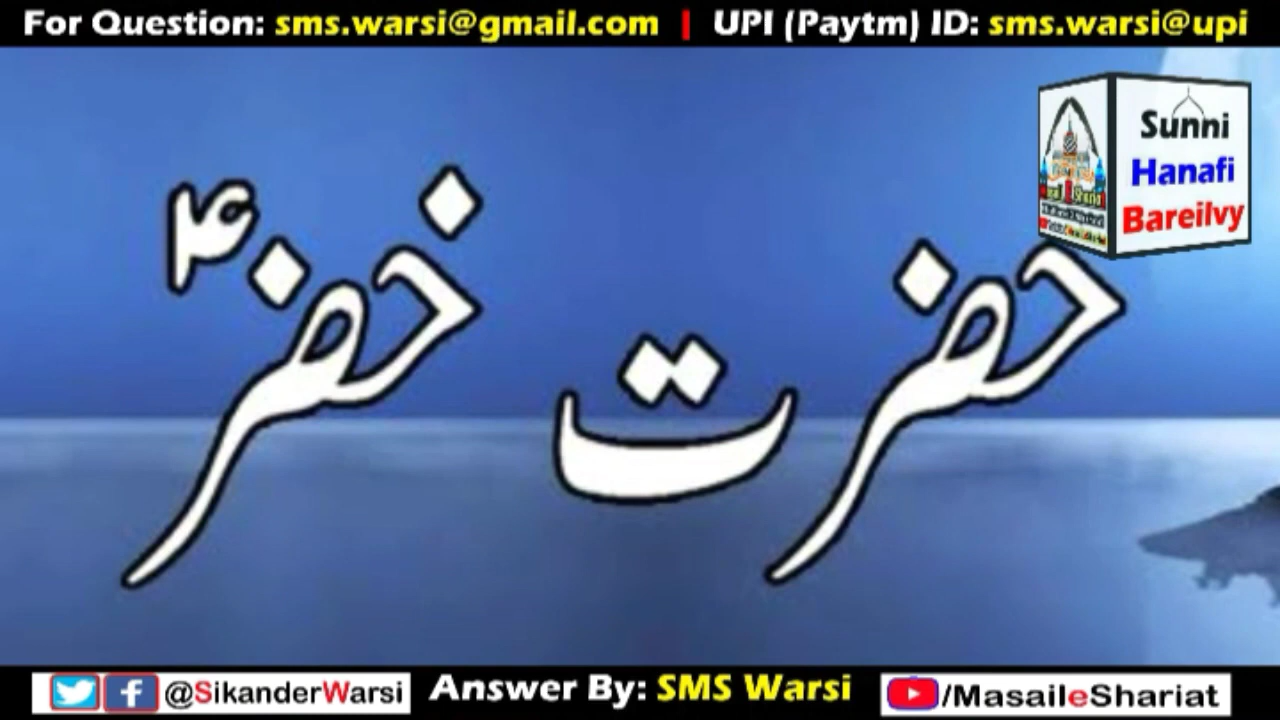 For Question: sms.warsi@gmail.com | UPI (Paytm) ID: sms.warsi@upi
Sunni
Hanafi
Bareilvy
حضرت خضرؑ
@SikanderWarsi
Answer By: SMS Warsi
/MasaileShariat